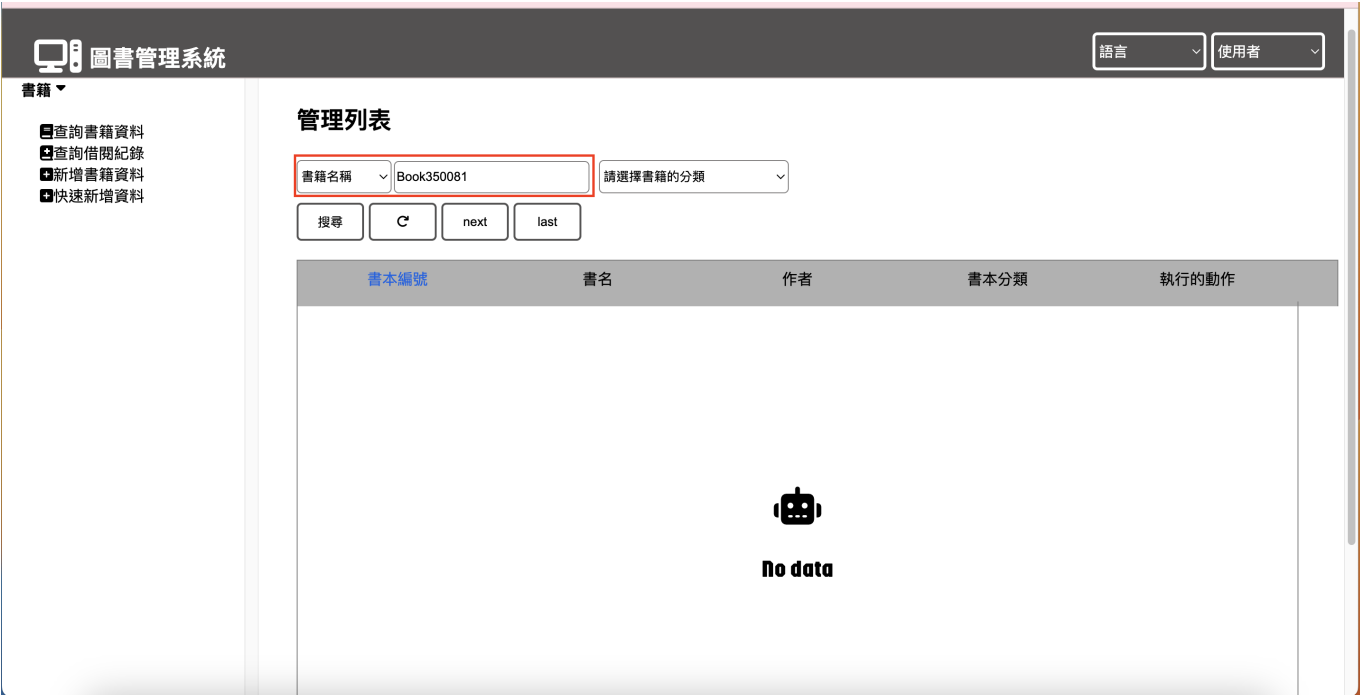 圖書管理系統
語言
使用者
書籍
查詢書籍資料
查詢借閱紀錄
新增書籍資料
快速新增資料
管理列表
書籍名稱 Book350081 請選擇書籍的分類
搜尋 next last
書本編號 書名 作者 書本分類 執行的動作
No data